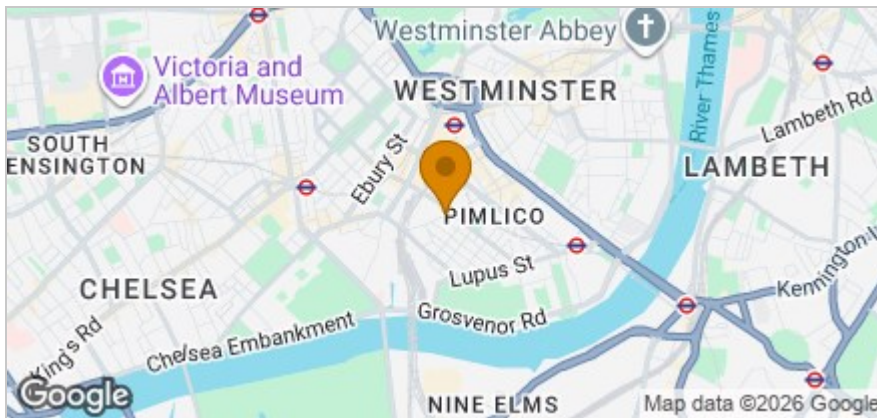 Westminster Abbey
Victoria and
Albert Museum
WESTMINSTER
River Thames
Lambeth Rd
SOUTH
ENSINGTON
Ebury St
LAMBETH
PIMLICO
Lupus St
CHELSEA
Kennington L
Grosvenor Rd
King's Rd
Chelsea Embankment
NINE ELMS
Google
Map data ©2026 Google